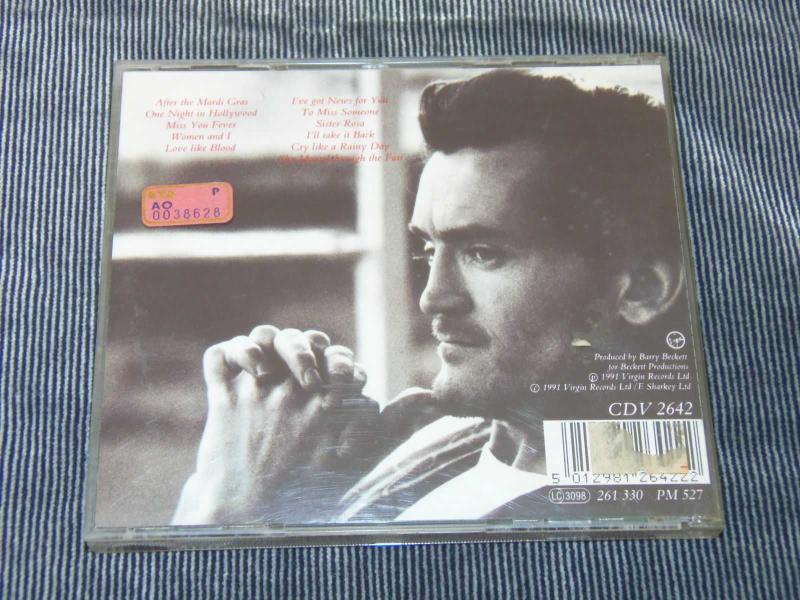 After the Mardi Gras
One Night in Hollywood
Miss You Fever
Women and I
Love like Blood
I've got News for You
To Miss Someone
Sister Rosa
I'll take it Back
Cry like a Rainy Day
through the Fun
P
AO
0038628
Produced by Barry Beckett
for Beckett Productions
℗ 1991 Virgin Records Ltd
© 1991 Virgin Records Ltd / F. Sharkey Ltd
CDV 2642
5 012981 264222
LC 3098 261 330 PM 527